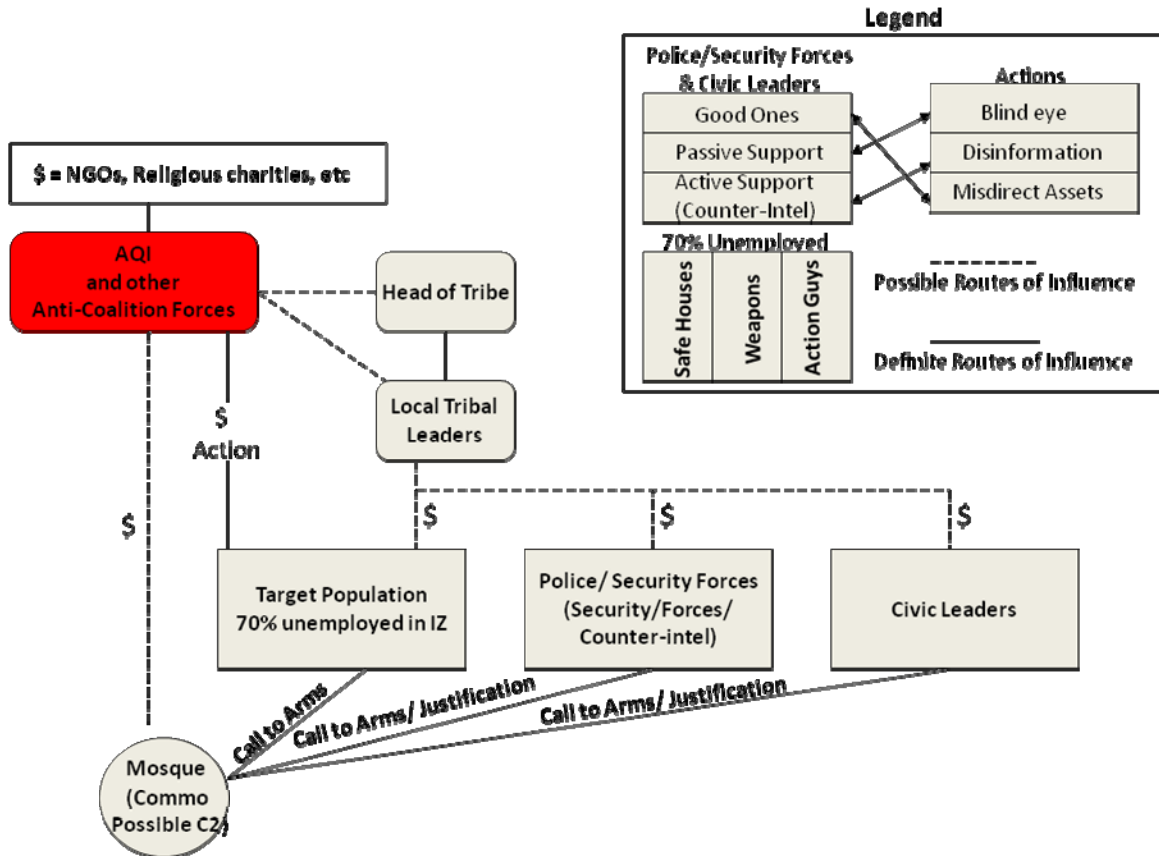 Legend
Police/Security Forces
& Civic Leaders
Good Ones
Passive Support
Active Support
(Counter-Intel)
Actions
Blind eye
Disinformation
Misdirect Assets
70% Unemployed
Safe Houses
Weapons
Action Guys
Possible Routes of Influence
Definite Routes of Influence
$ = NGOs, Religious charities, etc
AQI
and other
Anti-Coalition Forces
Head of Tribe
Local Tribal
Leaders
$
Action
$
$
$
$
Target Population
70% unemployed in IZ
Police/ Security Forces
(Security/Forces/
Counter-intel)
Civic Leaders
Call to Arms
Call to Arms/ Justification
Call to Arms/ Justification
Mosque
(Commo
Possible C2)